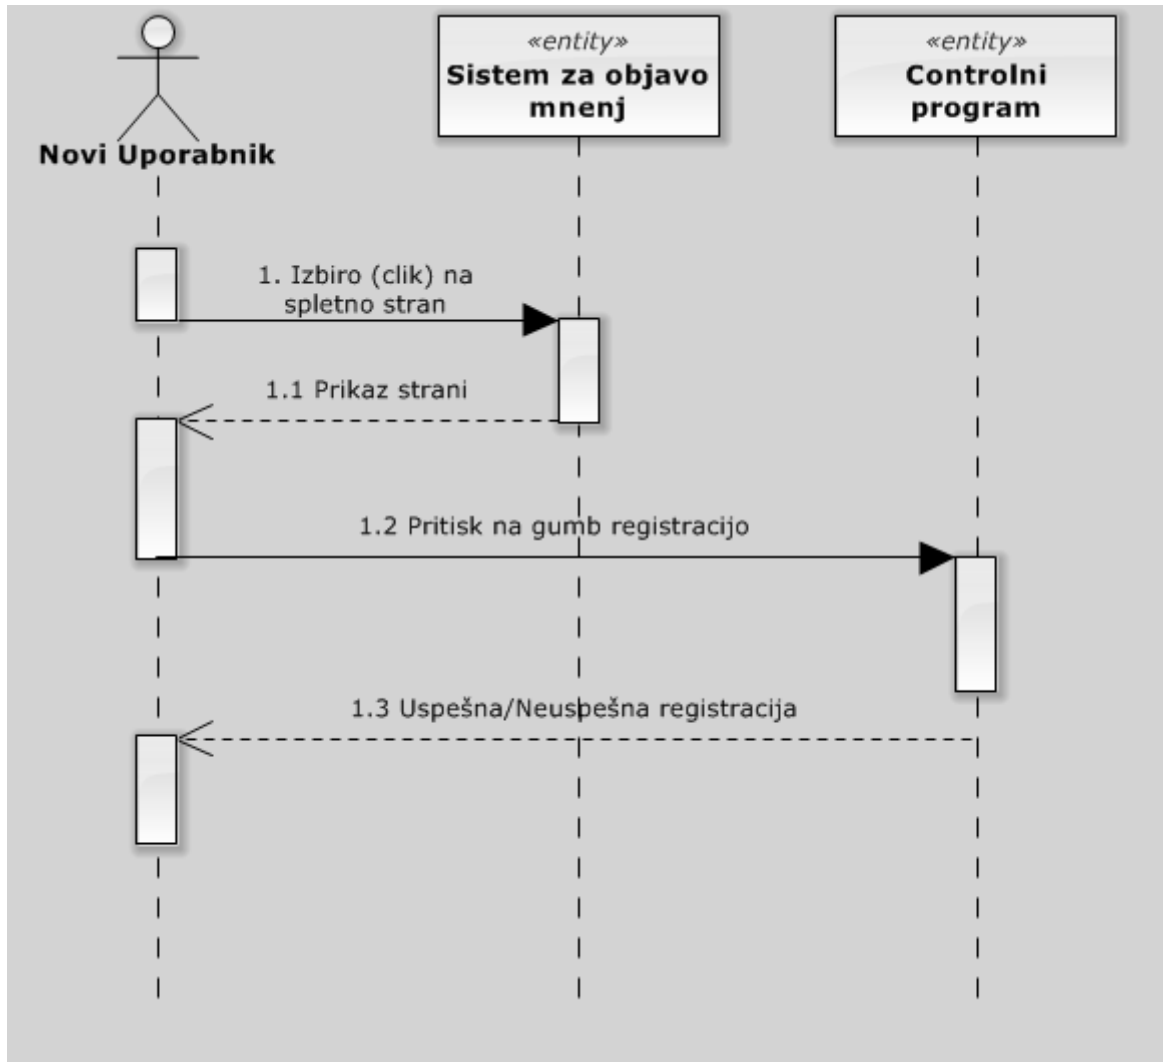 «entity»
Sistem za objavo
mnenj
«entity»
Controlni
program
Novi Uporabnik
1. Izbiro (clik) na
spletno stran
1.1 Prikaz strani
1.2 Pritisk na gumb registracijo
1.3 Uspešna/Neuspešna registracija